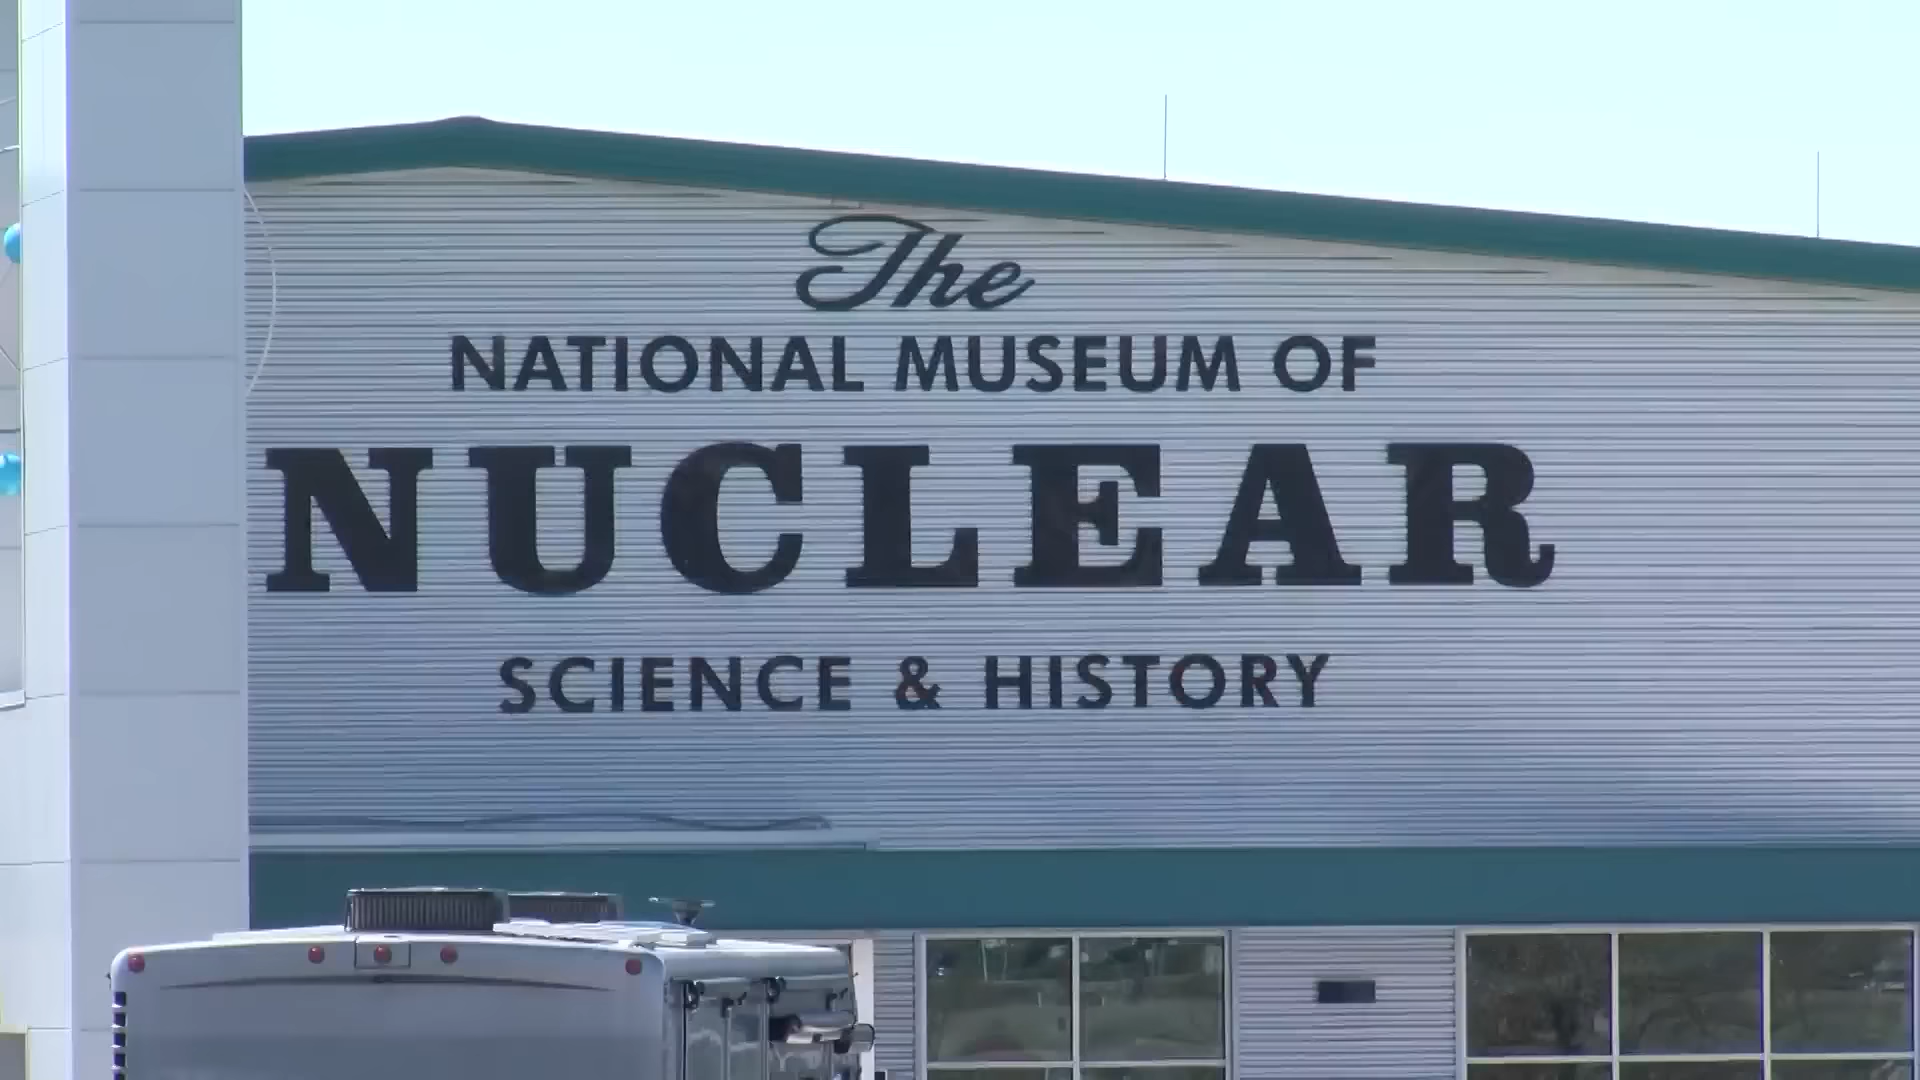 The
NATIONAL MUSEUM OF
NUCLEAR
SCIENCE & HISTORY